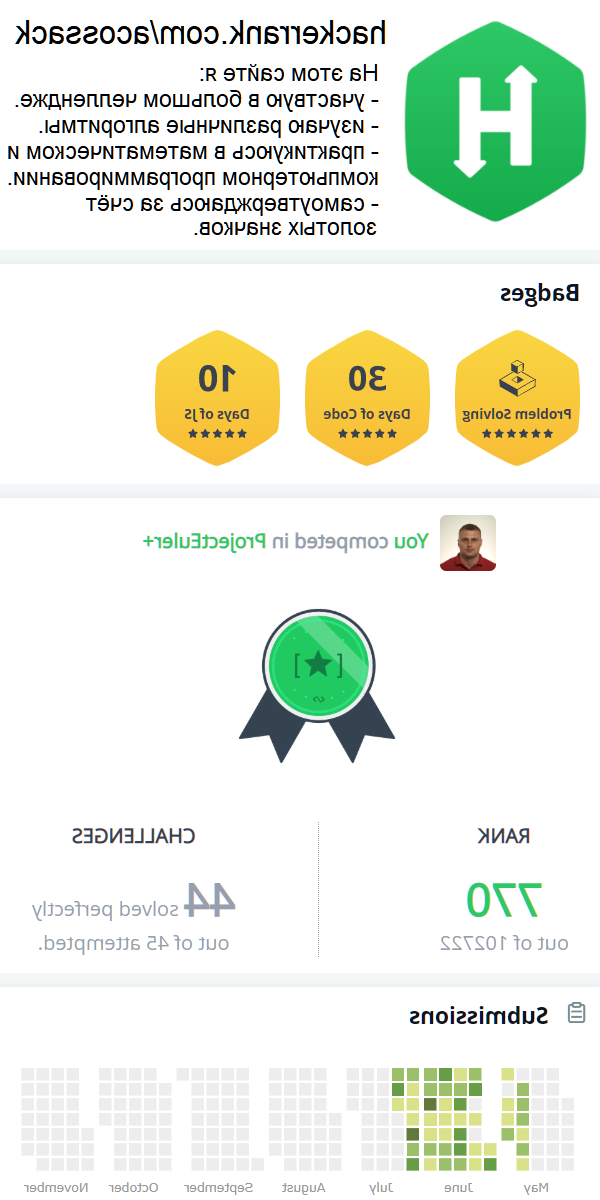 hackerrank.com/acossack
На этом сайте я:
- участвую в большом челлендже.
- изучаю различные алгоритмы.
- практикуюсь в математическом и
компьютерном программировании.
- самоутверждаюсь за счёт
золотых значков.
Badges
Problem Solving
30
Days of Code
10
Days of JS
You competed in ProjectEuler+
RANK
770
out of 102722
CHALLENGES
44 solved perfectly
out of 45 attempted.
Submissions
May June July August September October November